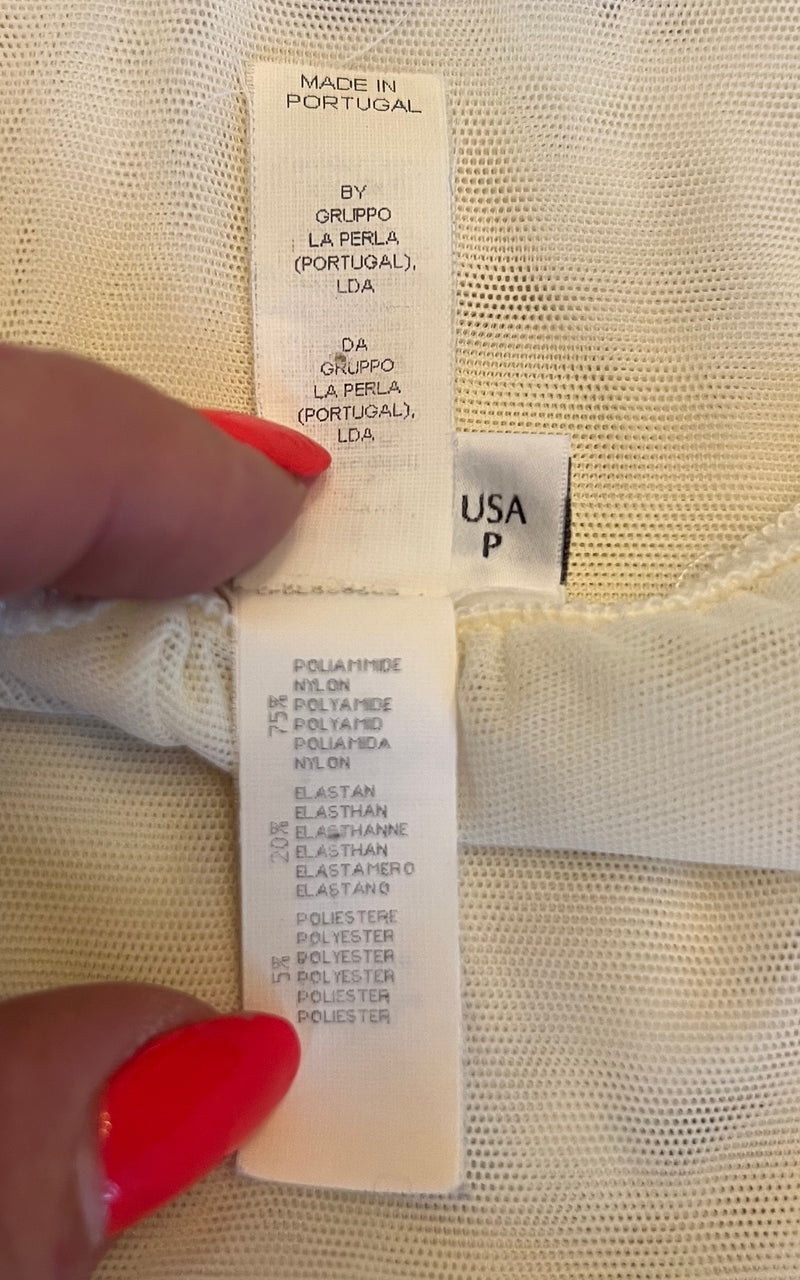 MADE IN
PORTUGAL
BY
GRUPPO
LA PERLA
(PORTUGAL),
LDA
DA
GRUPPO
LA PERLA
(PORTUGAL),
LDA
USA
P
75%
POLIAMMIDE
NYLON
POLYAMIDE
POLYAMID
POLIAMIDA
NYLON
20%
ELASTAN
ELASTHAN
ELASTHANNE
ELASTHAN
ELASTAMERO
ELASTANO
5%
POLIESTERE
POLYESTER
POLYESTER
POLYESTER
POLIESTER
POLIESTER